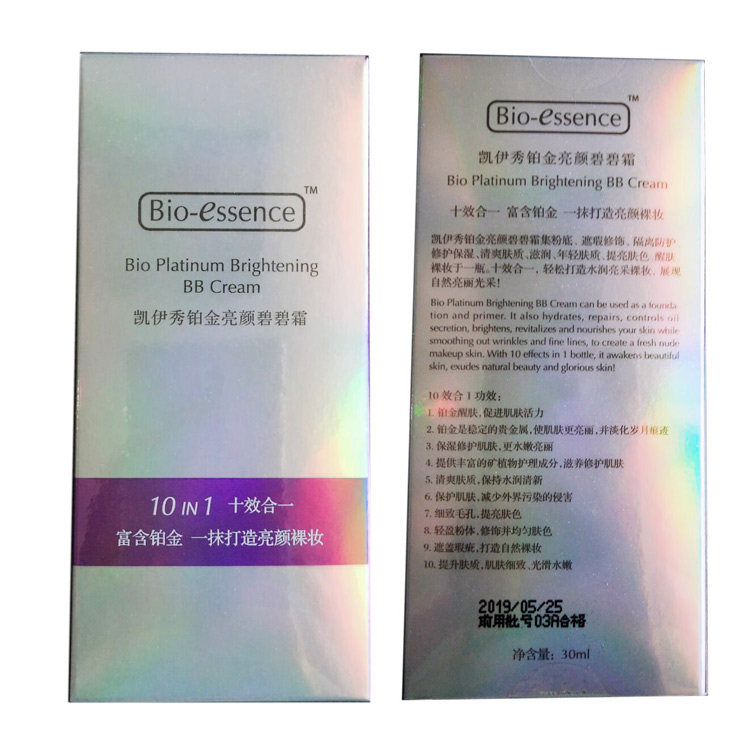 Bio-essence™
Bio Platinum Brightening
BB Cream
凯伊秀铂金亮颜碧碧霜
10 IN 1 十效合一
富含铂金 一抹打造亮颜裸妆
Bio-essence™
凯伊秀铂金亮颜碧碧霜
Bio Platinum Brightening BB Cream
十效合一 富含铂金 一抹打造亮颜裸妆
凯伊秀铂金亮颜碧碧霜集粉底、遮瑕修饰、隔离防护
修护保湿、清爽肤质、滋润、年轻肤质、提亮肤色、醒肤
裸妆于一瓶。十效合一，轻松打造水润亮采裸妆、展现
自然亮丽光采！
Bio Platinum Brightening BB Cream can be used as a founda-
tion and primer. It also hydrates, repairs, controls oil
secretion, brightens, revitalizes and nourishes your skin while
smoothing out wrinkles and fine lines, to create a fresh nude
makeup skin. With 10 effects in 1 bottle, it awakens beautiful
skin, exudes natural beauty and glorious skin!
10 效合 1 功效：
1. 铂金醒肤，促进肌肤活力
2. 铂金是稳定的贵金属，使肌肤更亮丽，并淡化岁月痕迹
3. 保湿修护肌肤，更水嫩亮丽
4. 提供丰富的矿植物护理成分，滋养修护肌肤
5. 清爽肤质，保持水润清新
6. 保护肌肤，减少外界污染的侵害
7. 细致毛孔，提亮肤色
8. 轻盈粉体，修饰并均匀肤色
9. 遮盖瑕疵，打造自然裸妆
10. 提升肤质，肌肤细致、光滑水嫩
2019/05/25
前用批号03A合格
净含量：30ml